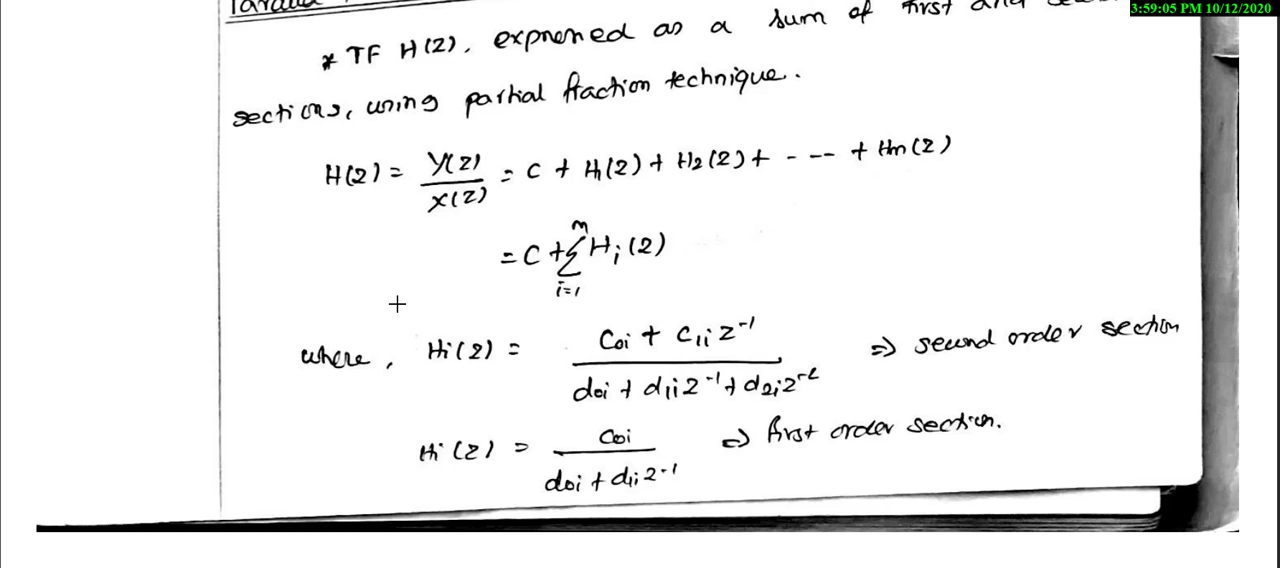 3:59:05 PM 10/12/2020
* TF H(z), expressed as a sum of first and
sections, using partial fraction technique.
H(z) = Y(z)/X(z) = C + H1(z) + H2(z) + - -- + Hm(z)
= C + Σ_{i=1}^{m} Hi(z)
where, Hi(z) = (C0i + C1i z^-1)/(d0i + d1i z^-1 + d2i z^-2) ⇒ second order section
Hi(z) = C0i/(d0i + d1i z^-1) ⇒ first order section.